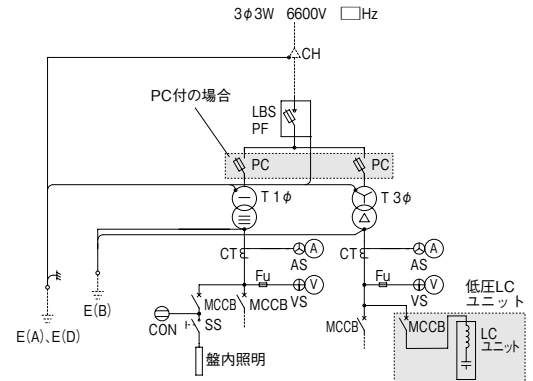 3φ3W 6600V □Hz
CH
PC付の場合
LBS
PF
PC
PC
T 1φ
T 3φ
CT
A
AS
CT
A
AS
Fu
V
VS
Fu
V
VS
低圧LC
ユニット
E(B)
MCCB
MCCB
MCCB
MCCB
E(A)、E(D)
CON
SS
LC
ユニット
盤内照明